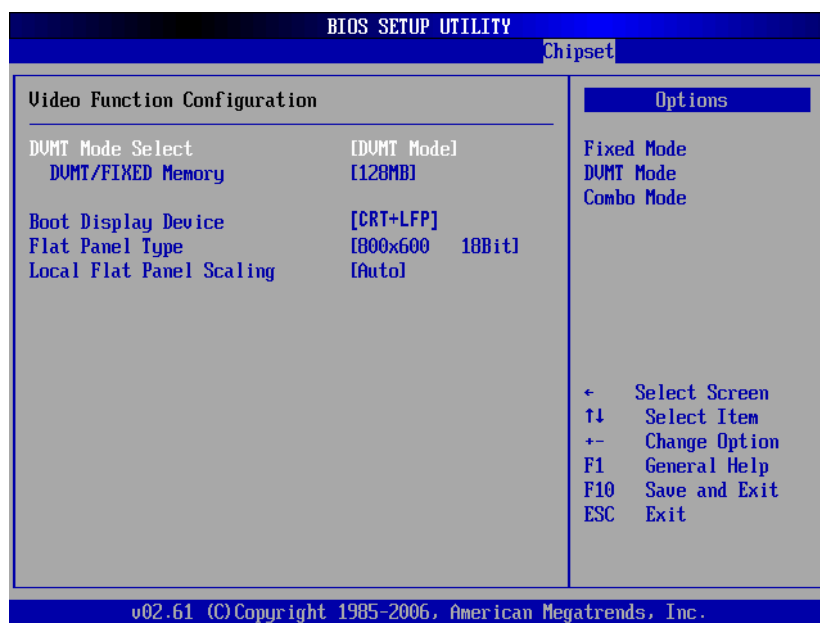 BIOS SETUP UTILITY
Chipset
Video Function Configuration
DVMT Mode Select [DVMT Mode]
DVMT/FIXED Memory [128MB]
Boot Display Device [CRT+LFP]
Flat Panel Type [800x600 18Bit]
Local Flat Panel Scaling [Auto]
Options
Fixed Mode
DVMT Mode
Combo Mode
← Select Screen
↑↓ Select Item
+- Change Option
F1 General Help
F10 Save and Exit
ESC Exit
v02.61 (C)Copyright 1985-2006, American Megatrends, Inc.